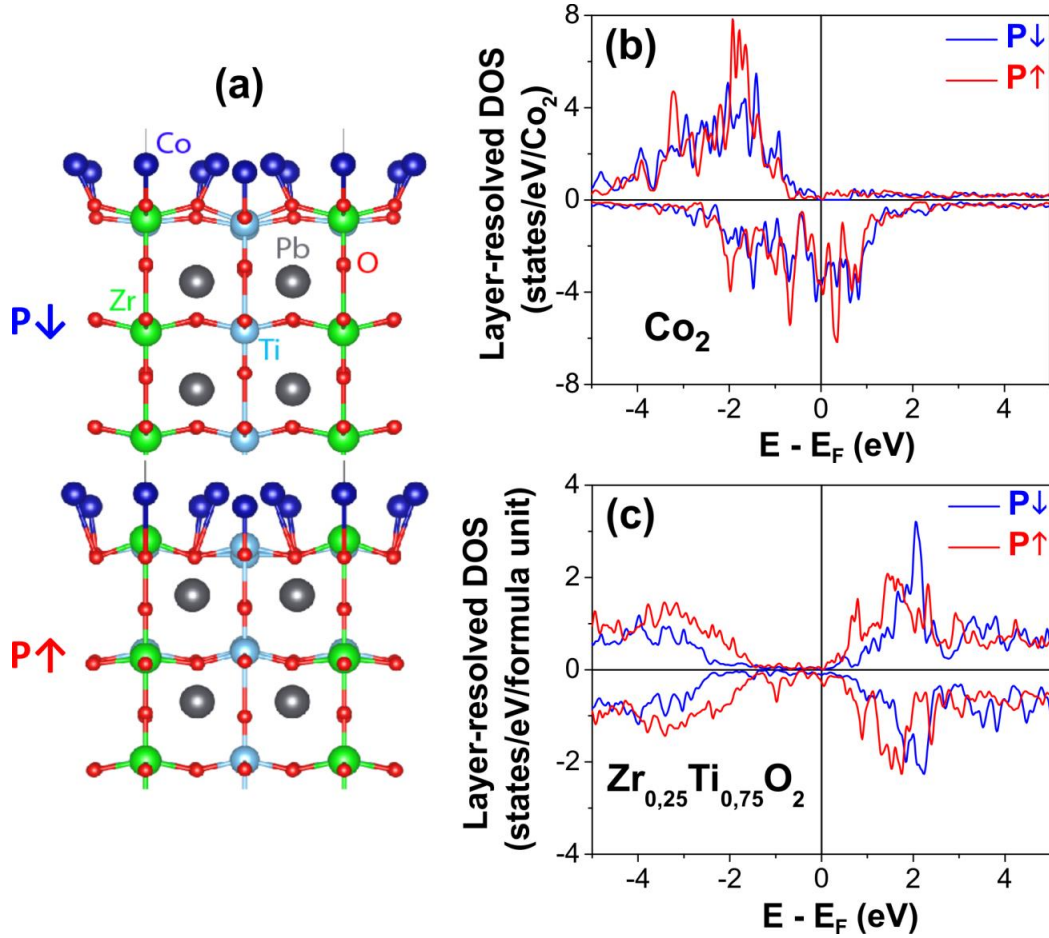 (a)
Co
Pb
O
Zr
P↓
Ti
P↑
(b)
P↓
P↑
Layer-resolved DOS
(states/eV/Co₂)
8
4
0
-4
-8
Co₂
-4
-2
0
2
4
E - E_F (eV)
(c)
P↓
P↑
Layer-resolved DOS
(states/eV/formula unit)
4
2
0
-2
-4
Zr₀,₂₅Ti₀,₇₅O₂
-4
-2
0
2
4
E - E_F (eV)